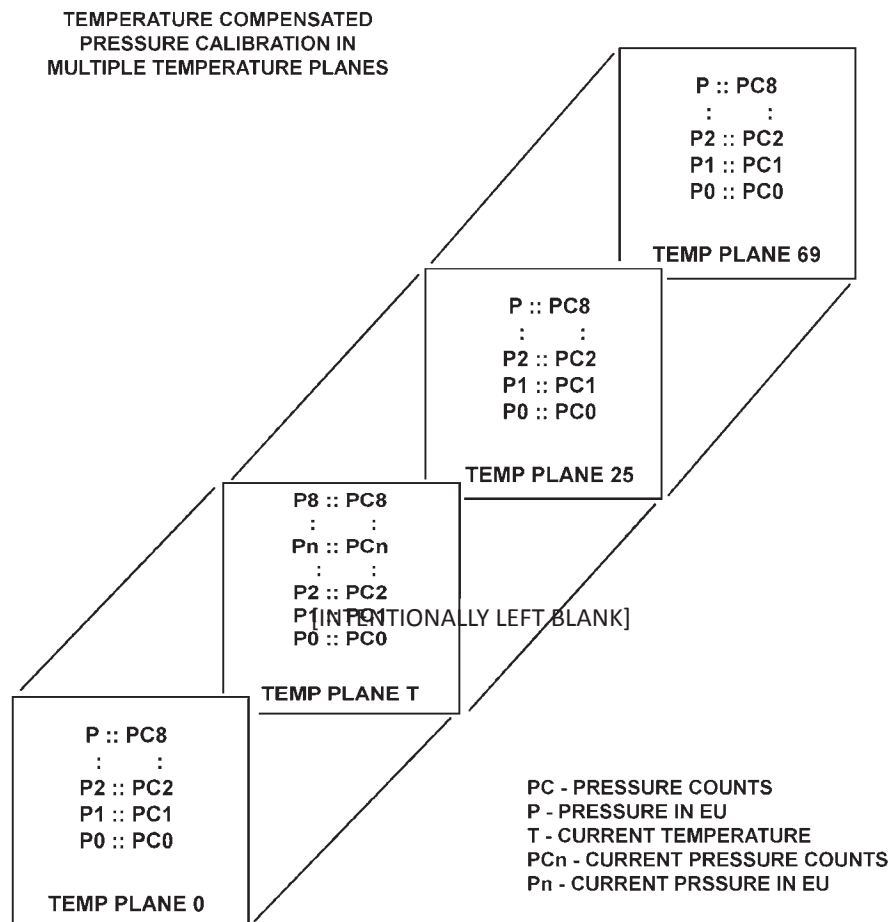 TEMPERATURE COMPENSATED
PRESSURE CALIBRATION IN
MULTIPLE TEMPERATURE PLANES
P :: PC8
: :
P2 :: PC2
P1 :: PC1
P0 :: PC0
TEMP PLANE 69
P :: PC8
: :
P2 :: PC2
P1 :: PC1
P0 :: PC0
TEMP PLANE 25
P8 :: PC8
: :
Pn :: PCn
: :
P2 :: PC2
P1 :: PC1
[INTENTIONALLY LEFT BLANK]
P0 :: PC0
TEMP PLANE T
P :: PC8
: :
P2 :: PC2
P1 :: PC1
P0 :: PC0
TEMP PLANE 0
PC - PRESSURE COUNTS
P - PRESSURE IN EU
T - CURRENT TEMPERATURE
PCn - CURRENT PRESSURE COUNTS
Pn - CURRENT PRSSURE IN EU